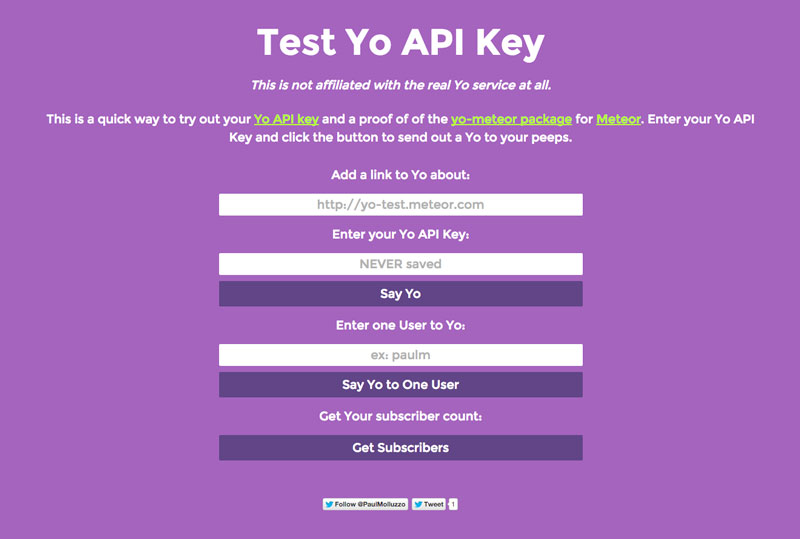 Test Yo API Key
This is not affiliated with the real Yo service at all.
This is a quick way to try out your Yo API key and a proof of of the yo-meteor package for Meteor. Enter your Yo API
Key and click the button to send out a Yo to your peeps.
Add a link to Yo about:
http://yo-test.meteor.com
Enter your Yo API Key:
NEVER saved
Say Yo
Enter one User to Yo:
ex: paulm
Say Yo to One User
Get Your subscriber count:
Get Subscribers
Follow @PaulMolluzzo Tweet 1